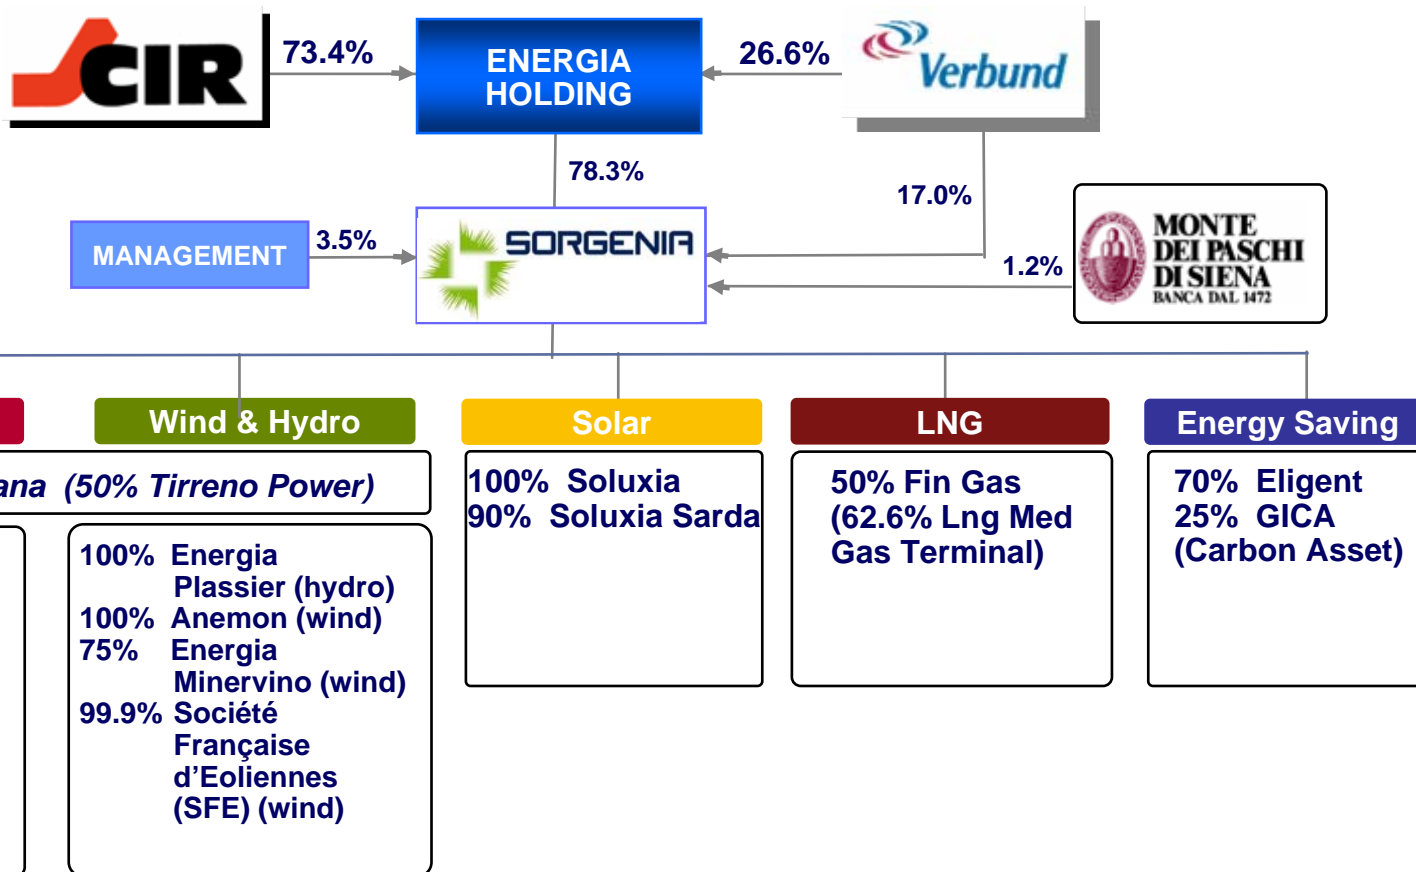 CIR
73.4%
ENERGIA
HOLDING
26.6%
Verbund
78.3%
17.0%
MANAGEMENT
3.5%
SORGENIA
1.2%
MONTE
DEI PASCHI
DI SIENA
BANCA DAL 1472
Wind & Hydro
Solar
LNG
Energy Saving
ana (50% Tirreno Power)
100% Energia
Plassier (hydro)
100% Anemon (wind)
75% Energia
Minervino (wind)
99.9% Société
Française
d'Eoliennes
(SFE) (wind)
100% Soluxia
90% Soluxia Sarda
50% Fin Gas
(62.6% Lng Med
Gas Terminal)
70% Eligent
25% GICA
(Carbon Asset)